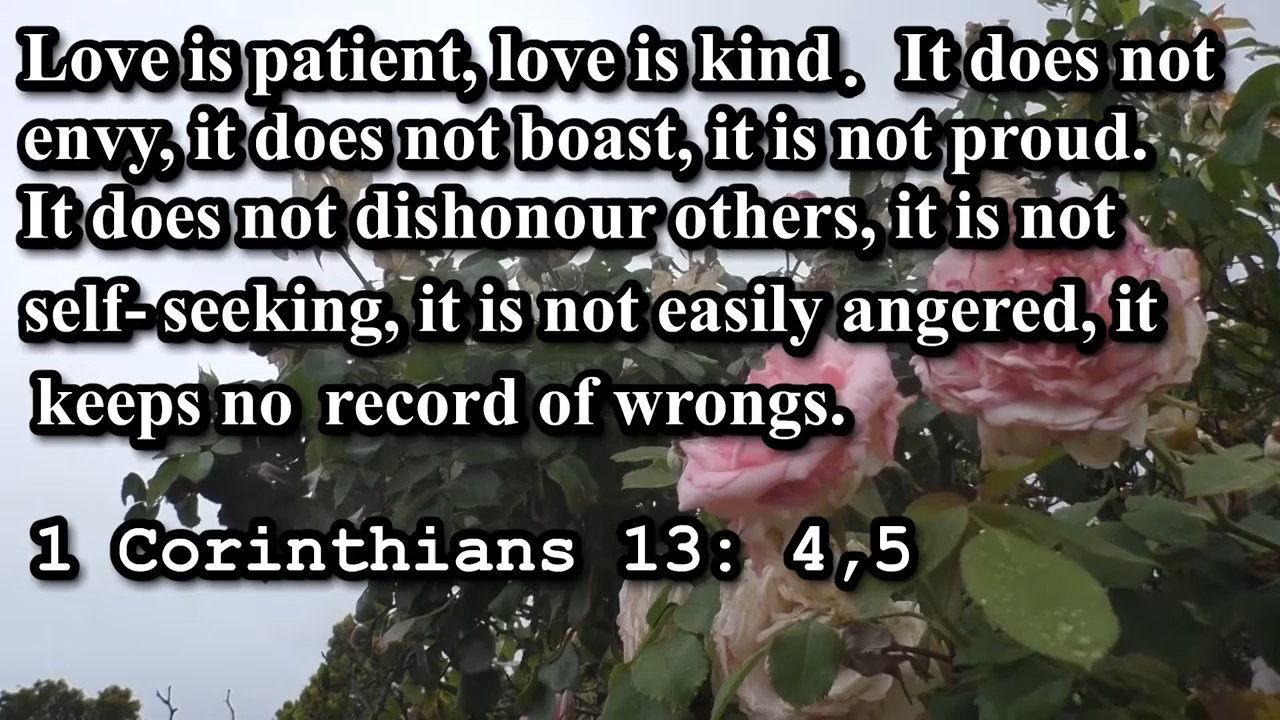 Love is patient, love is kind. It does not
envy, it does not boast, it is not proud.
It does not dishonour others, it is not
self- seeking, it is not easily angered, it
keeps no record of wrongs.
1 Corinthians 13: 4,5